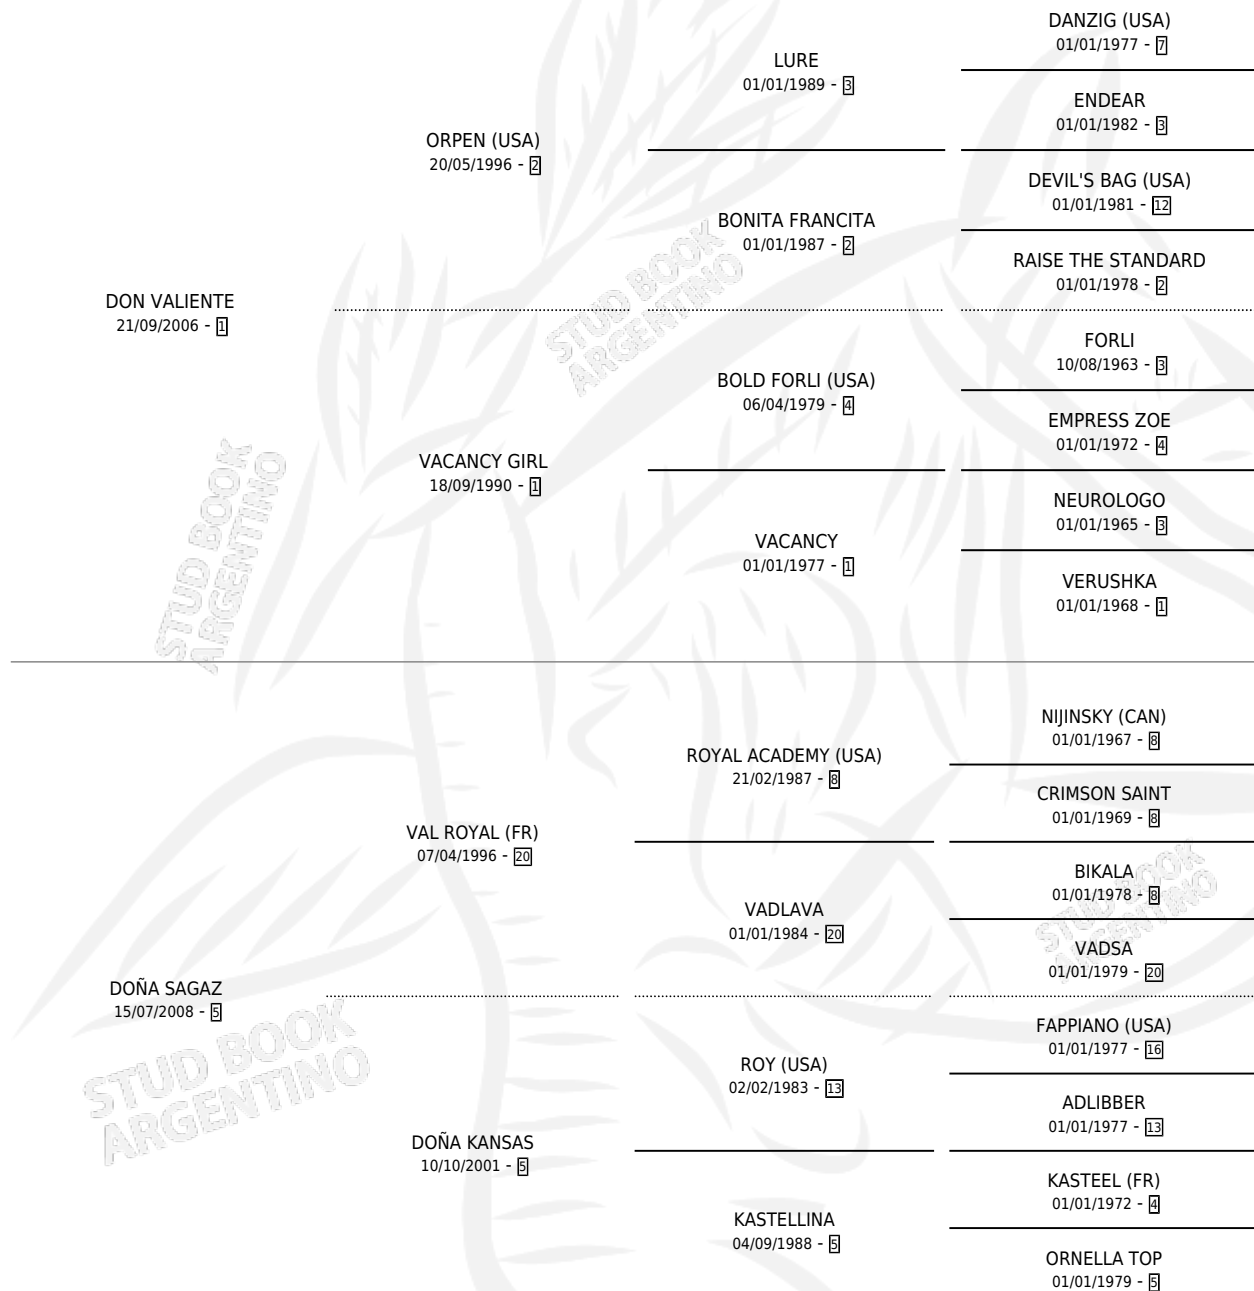 DON VALIENTE
21/09/2006 - 1
ORPEN (USA)
20/05/1996 - 2
LURE
01/01/1989 - 3
DANZIG (USA)
01/01/1977 - 7
ENDEAR
01/01/1982 - 3
BONITA FRANCITA
01/01/1987 - 2
DEVIL'S BAG (USA)
01/01/1981 - 12
RAISE THE STANDARD
01/01/1978 - 2
VACANCY GIRL
18/09/1990 - 1
BOLD FORLI (USA)
06/04/1979 - 4
FORLI
10/08/1963 - 3
EMPRESS ZOE
01/01/1972 - 4
VACANCY
01/01/1977 - 1
NEUROLOGO
01/01/1965 - 3
VERUSHKA
01/01/1968 - 1
DOÑA SAGAZ
15/07/2008 - 5
VAL ROYAL (FR)
07/04/1996 - 20
ROYAL ACADEMY (USA)
21/02/1987 - 8
NIJINSKY (CAN)
01/01/1967 - 8
CRIMSON SAINT
01/01/1969 - 8
VADLAVA
01/01/1984 - 20
BIKALA
01/01/1978 - 8
VADSA
01/01/1979 - 20
DOÑA KANSAS
10/10/2001 - 5
ROY (USA)
02/02/1983 - 13
FAPPIANO (USA)
01/01/1977 - 16
ADLIBBER
01/01/1977 - 13
KASTELLINA
04/09/1988 - 5
KASTEEL (FR)
01/01/1972 - 4
ORNELLA TOP
01/01/1979 - 5
STUD BOOK
ARGENTINO
STUD BOOK
ARGENTINO
STUD BOOK
ARGENTINO
STUD BOOK
ARGENTINO